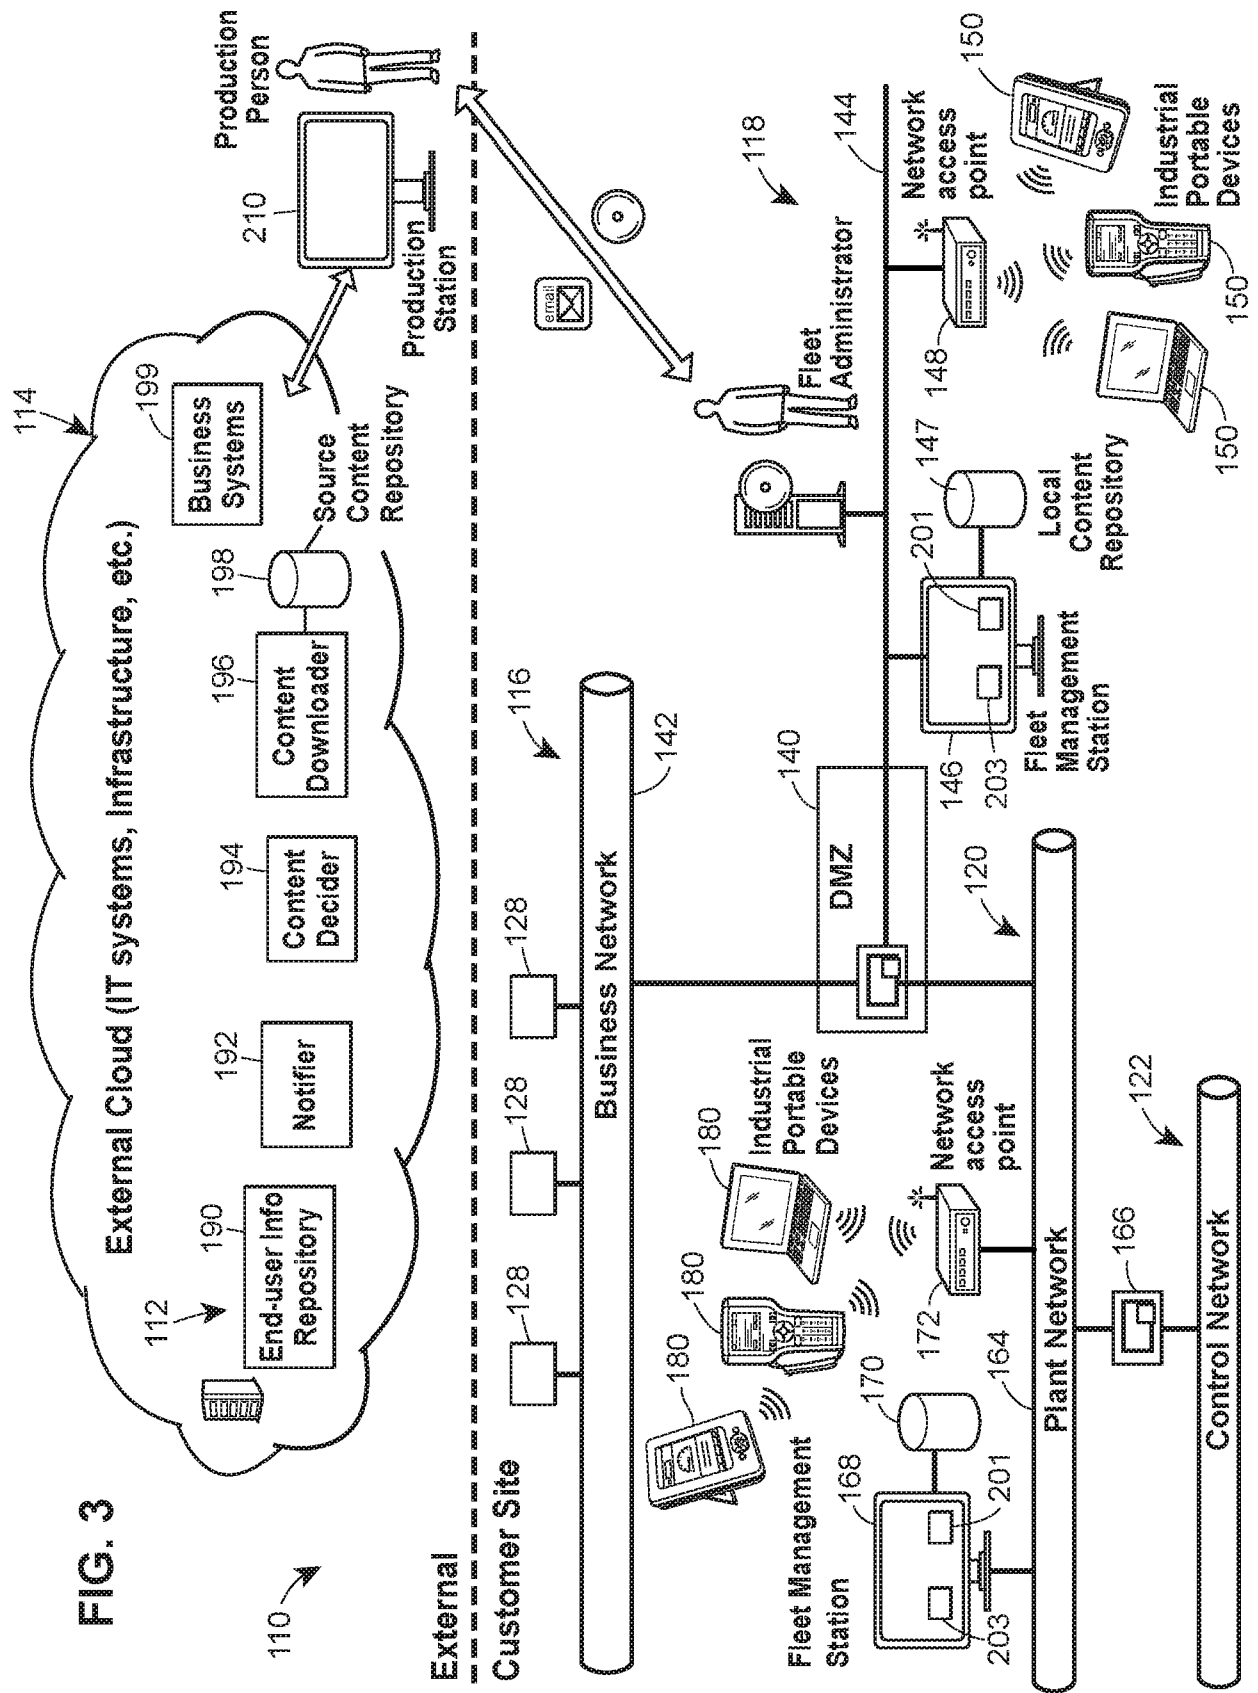 FIG. 3
110
112
114
External Cloud (IT systems, Infrastructure, etc.)
190
End-user Info
Repository
192
Notifier
194
Content
Decider
196
Content
Downloader
198
Source
Content
Repository
199
Business
Systems
210
Production
Station
Production
Person
External
Customer Site
email
128
128
128
116
Business Network
142
118
Fleet
Administrator
144
DMZ
140
146
203
201
Fleet
Management
Station
147
Local
Content
Repository
148
Network
access
point
150
150
150
Industrial
Portable
Devices
180
180
180
Industrial
Portable
Devices
Network
access
point
172
Fleet Management
Station
168
170
201
203
164
120
Plant Network
166
122
Control Network